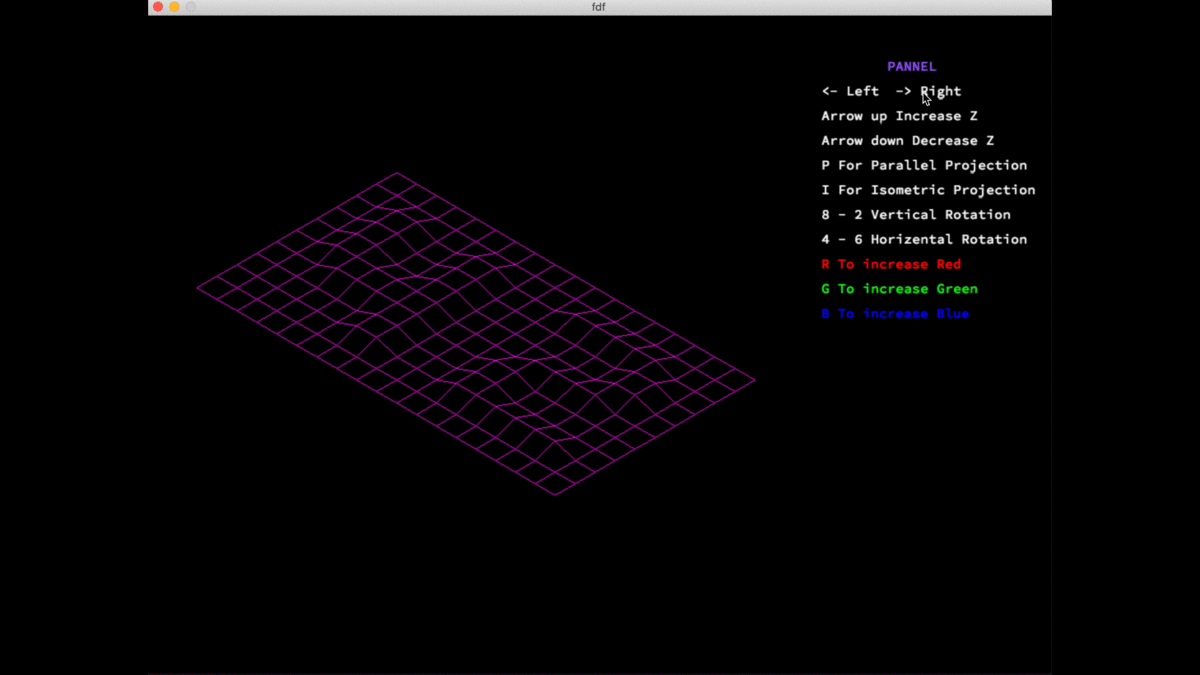 fdf
PANNEL
<- Left -> Right
Arrow up Increase Z
Arrow down Decrease Z
P For Parallel Projection
I For Isometric Projection
8 - 2 Vertical Rotation
4 - 6 Horizental Rotation
R To increase Red
G To increase Green
B To increase Blue